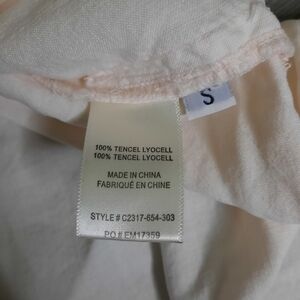 S
100% TENCEL LYOCELL
100% TENCEL LYOCELL
MADE IN CHINA
FABRIQUÉ EN CHINE
STYLE# C2317-654-303
PO # EM17359